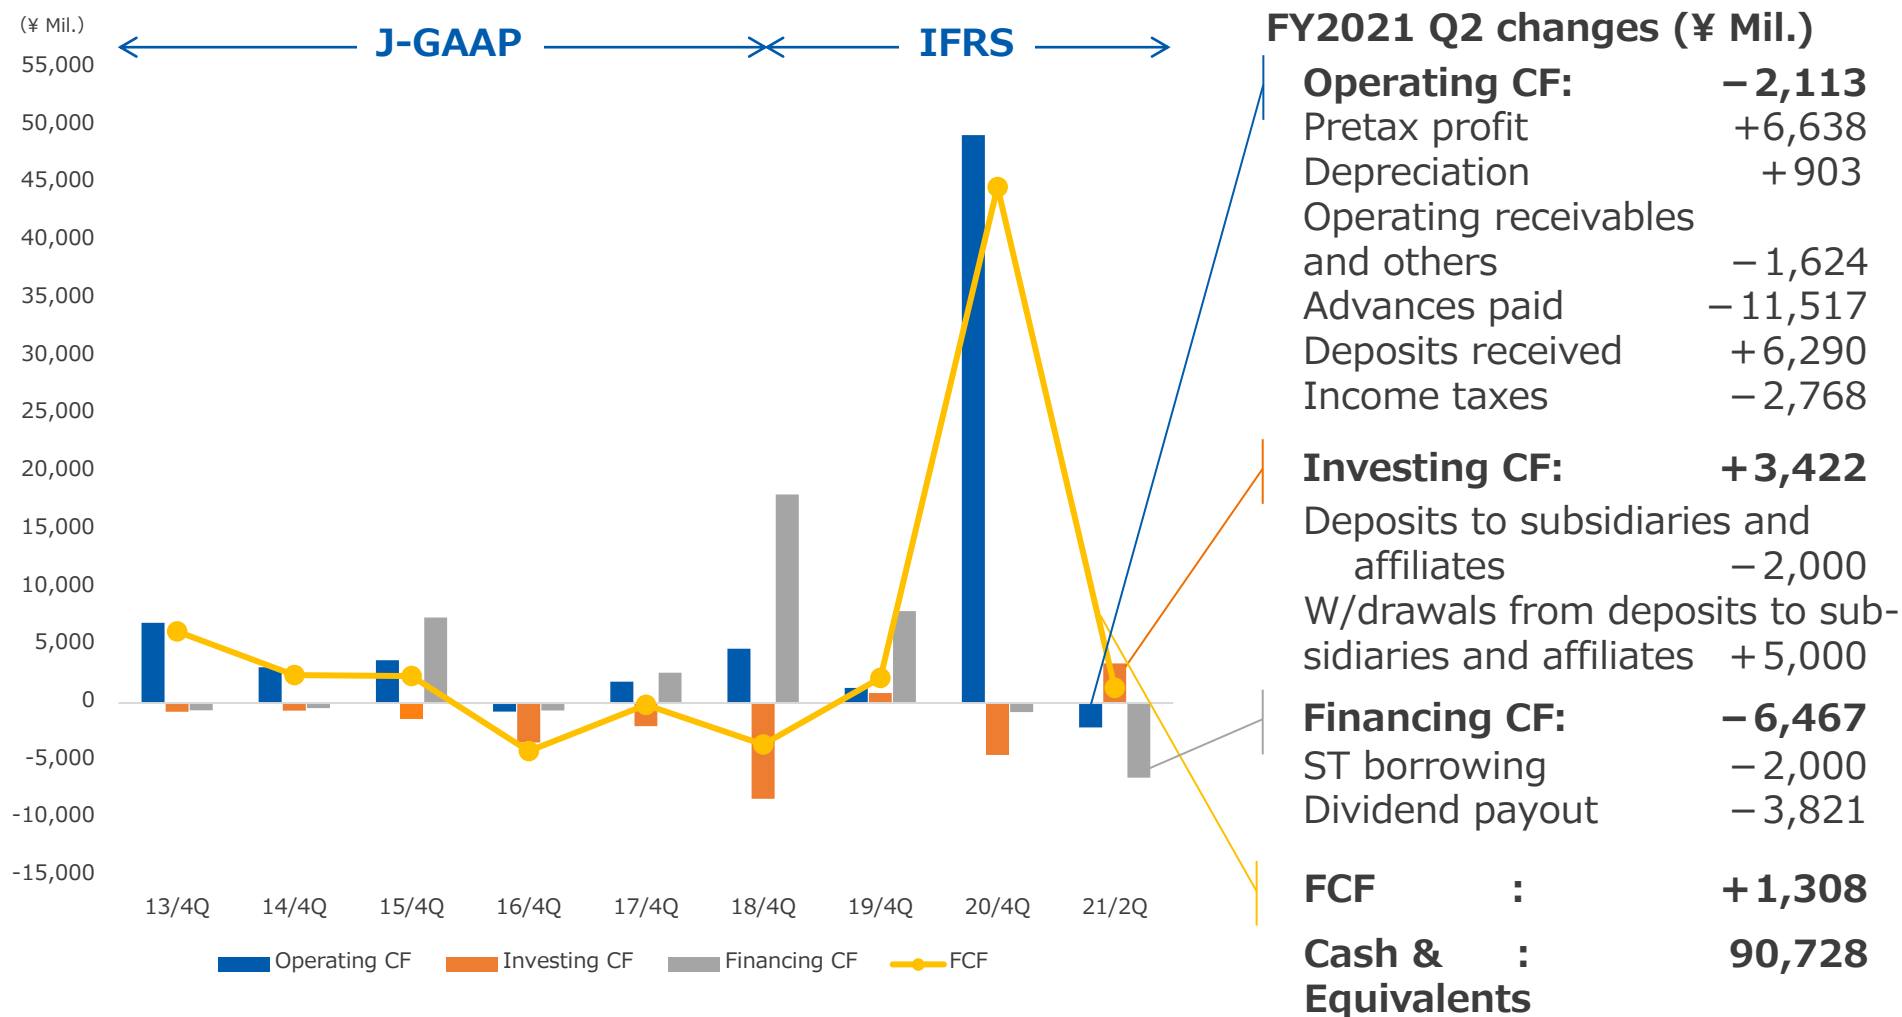 (¥ Mil.)
J-GAAP
IFRS
55,000
50,000
45,000
40,000
35,000
30,000
25,000
20,000
15,000
10,000
5,000
0
-5,000
-10,000
-15,000
13/4Q 14/4Q 15/4Q 16/4Q 17/4Q 18/4Q 19/4Q 20/4Q 21/2Q
Operating CF Investing CF Financing CF FCF
FY2021 Q2 changes (¥ Mil.)
Operating CF: −2,113
Pretax profit +6,638
Depreciation +903
Operating receivables
and others −1,624
Advances paid −11,517
Deposits received +6,290
Income taxes −2,768
Investing CF: +3,422
Deposits to subsidiaries and
affiliates −2,000
W/drawals from deposits to sub-
sidiaries and affiliates +5,000
Financing CF: −6,467
ST borrowing −2,000
Dividend payout −3,821
FCF : +1,308
Cash & : 90,728
Equivalents